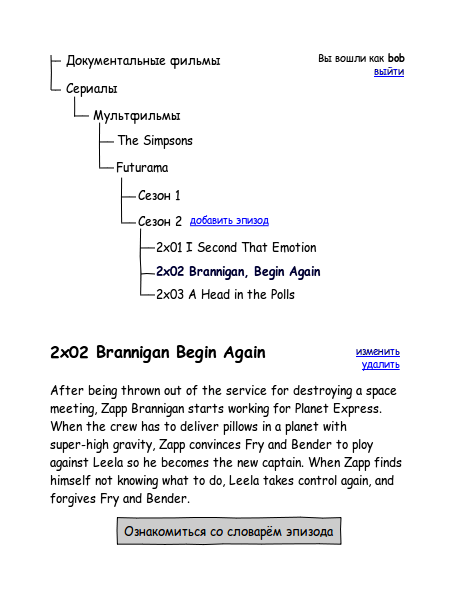 Документальные фильмы
Вы вошли как bob
выйти
Сериалы
Мультфильмы
The Simpsons
Futurama
Сезон 1
Сезон 2 добавить эпизод
2x01 I Second That Emotion
2x02 Brannigan, Begin Again
2x03 A Head in the Polls
2x02 Brannigan Begin Again
изменить
удалить
After being thrown out of the service for destroying a space
meeting, Zapp Brannigan starts working for Planet Express.
When the crew has to deliver pillows in a planet with
super-high gravity, Zapp convinces Fry and Bender to ploy
against Leela so he becomes the new captain. When Zapp finds
himself not knowing what to do, Leela takes control again, and
forgives Fry and Bender.
Ознакомиться со словарём эпизода